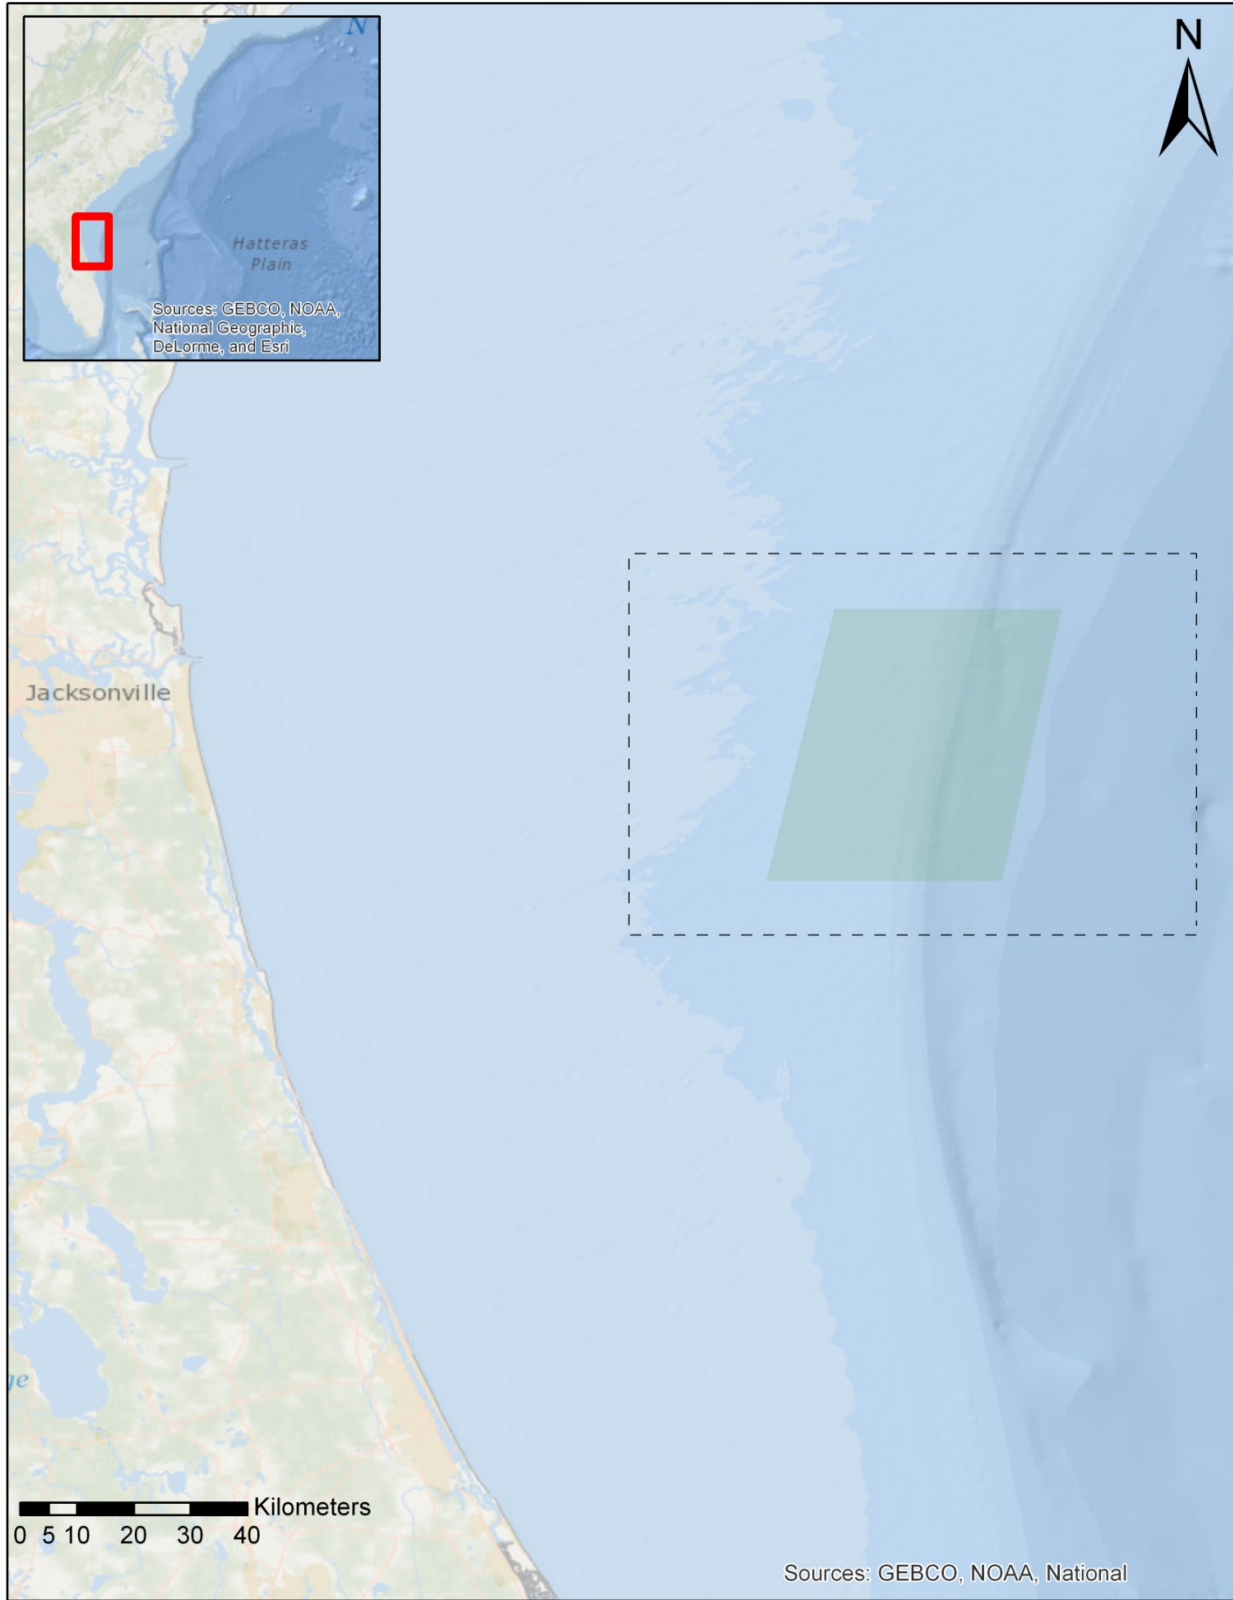 N
Hatteras
Plain
Sources: GEBCO, NOAA,
National Geographic,
DeLorme, and Esri
N
Jacksonville
ge
Kilometers
0 5 10 20 30 40
Sources: GEBCO, NOAA, National